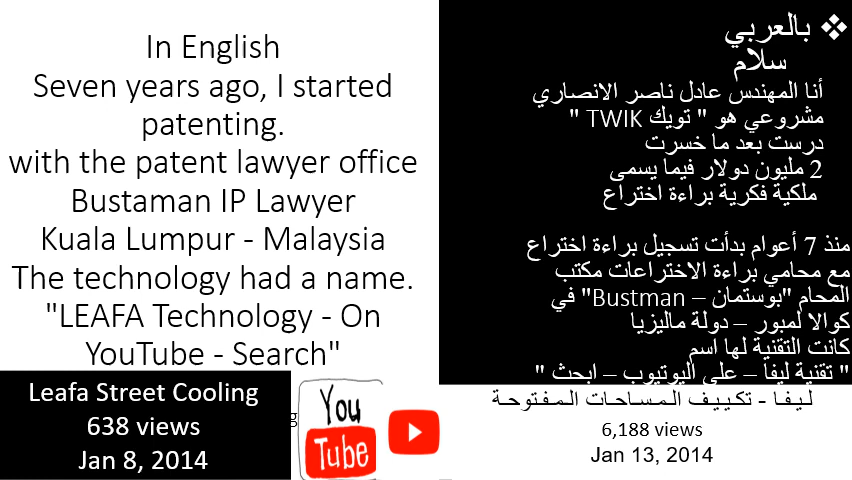 In English
Seven years ago, I started
patenting.
with the patent lawyer office
Bustaman IP Lawyer
Kuala Lumpur - Malaysia
The technology had a name.
"LEAFA Technology - On
YouTube - Search"
Leafa Street Cooling
638 views
Jan 8, 2014
You
Tube
❖ بالعربي
سلام
أنا المهندس عادل ناصر الانصاري
مشروعي هو " تويك TWIK "
درست بعد ما خسرت
2 مليون دولار فيما يسمى
ملكية فكرية براءة اختراع
منذ 7 أعوام بدأت تسجيل براءة اختراع
مع محامي براءة الاختراعات مكتب
المحام "بوستمان – Bustman" في
كوالا لمبور – دولة ماليزيا
كانت التقنية لها اسم
" تقنية ليفا – على اليوتيوب – ابحث "
ليفا - تكييف المساحات المفتوحة
6,188 views
Jan 13, 2014